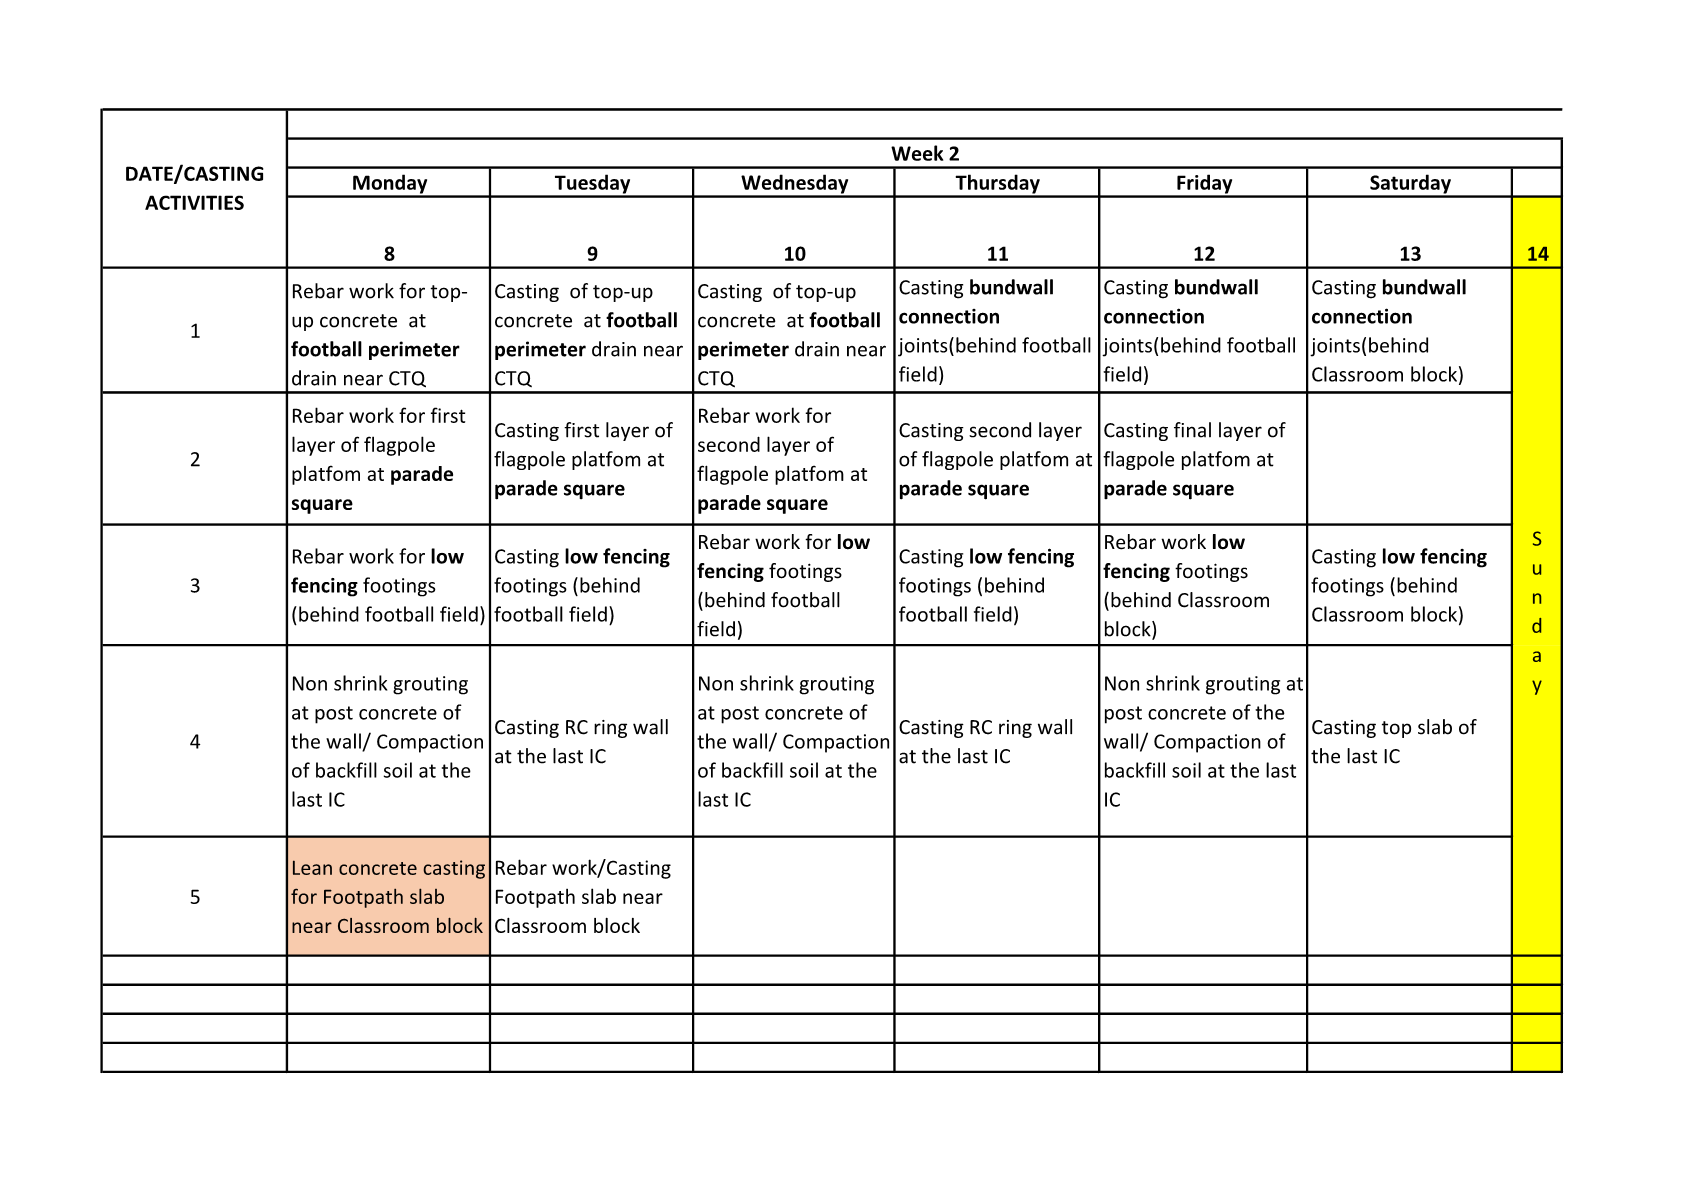 DATE/CASTING
ACTIVITIES
Week 2
Monday
Tuesday
Wednesday
Thursday
Friday
Saturday
8
9
10
11
12
13
14
1
Rebar work for top-
up concrete at
football perimeter
drain near CTQ
Casting of top-up
concrete at football
perimeter drain near
CTQ
Casting of top-up
concrete at football
perimeter drain near
CTQ
Casting bundwall
connection
joints(behind football
field)
Casting bundwall
connection
joints(behind football
field)
Casting bundwall
connection
joints(behind
Classroom block)
2
Rebar work for first
layer of flagpole
platfom at parade
square
Casting first layer of
flagpole platfom at
parade square
Rebar work for
second layer of
flagpole platfom at
parade square
Casting second layer
of flagpole platfom at
parade square
Casting final layer of
flagpole platfom at
parade square
3
Rebar work for low
fencing footings
(behind football field)
Casting low fencing
footings (behind
football field)
Rebar work for low
fencing footings
(behind football
field)
Casting low fencing
footings (behind
football field)
Rebar work low
fencing footings
(behind Classroom
block)
Casting low fencing
footings (behind
Classroom block)
4
Non shrink grouting
at post concrete of
the wall/ Compaction
of backfill soil at the
last IC
Casting RC ring wall
at the last IC
Non shrink grouting
at post concrete of
the wall/ Compaction
of backfill soil at the
last IC
Casting RC ring wall
at the last IC
Non shrink grouting at
post concrete of the
wall/ Compaction of
backfill soil at the last
IC
Casting top slab of
the last IC
5
Lean concrete casting
for Footpath slab
near Classroom block
Rebar work/Casting
Footpath slab near
Classroom block
S
u
n
d
a
y